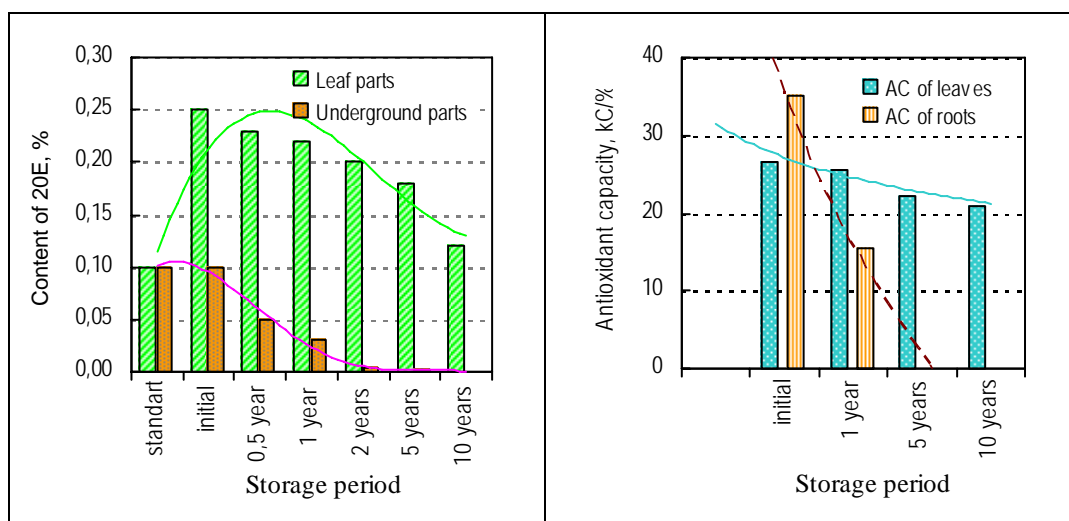 0,30
0,25
0,20
0,15
0,10
0,05
0,00
Content of 20E, %
Leaf parts
Underground parts
standart
initial
0,5 year
1 year
2 years
5 years
10 years
Storage period
40
30
20
10
0
Antioxidant capacity, kC/%
AC of leaves
AC of roots
initial
1 year
5 years
10 years
Storage period